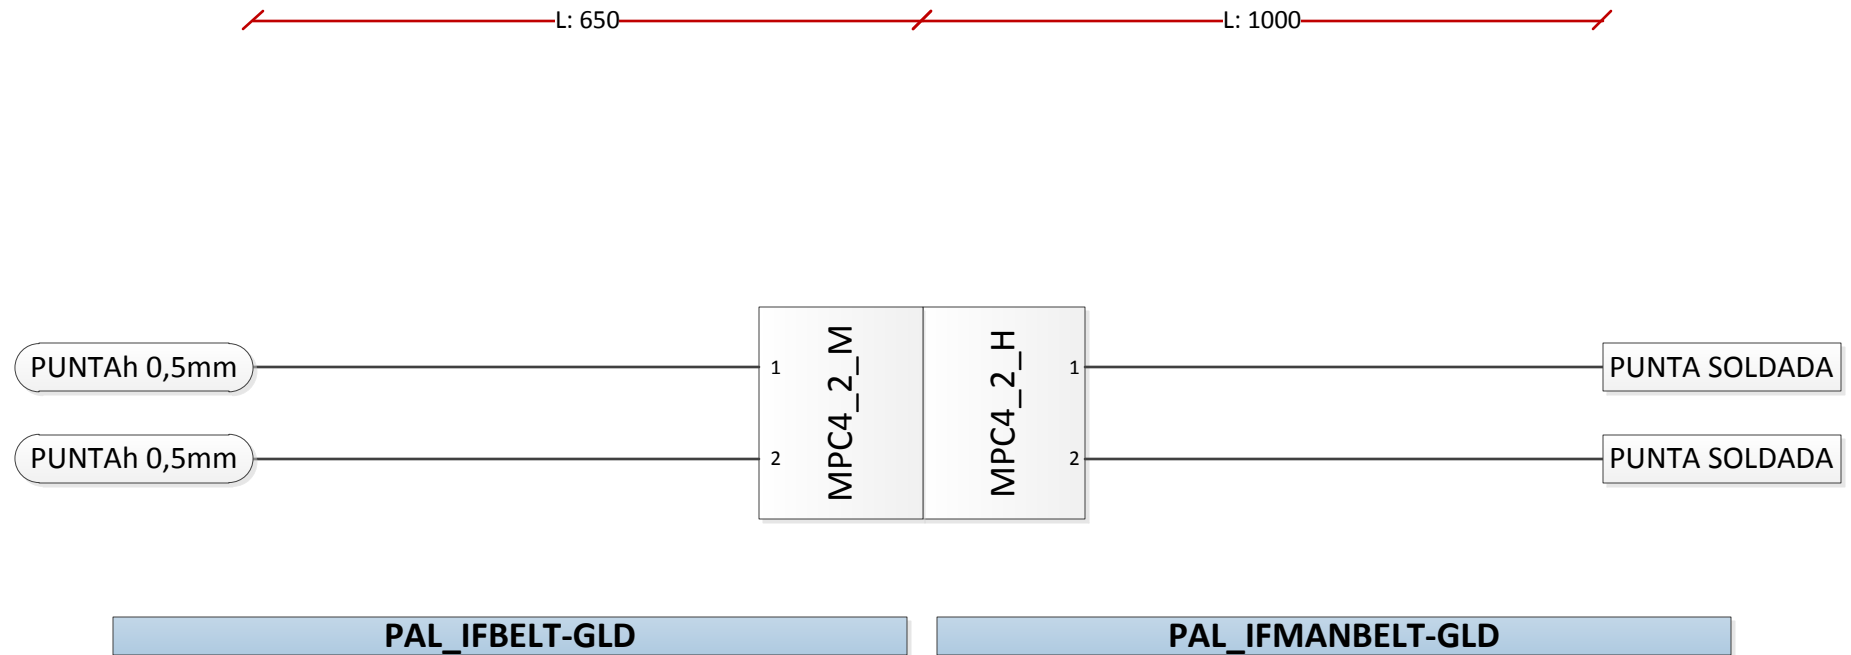 L: 650
L: 1000
PUNTAh 0,5mm
1
MPC4_2_M
MPC4_2_H
1
PUNTA SOLDADA
PUNTAh 0,5mm
2
2
PUNTA SOLDADA
PAL_IFBELT-GLD
PAL_IFMANBELT-GLD